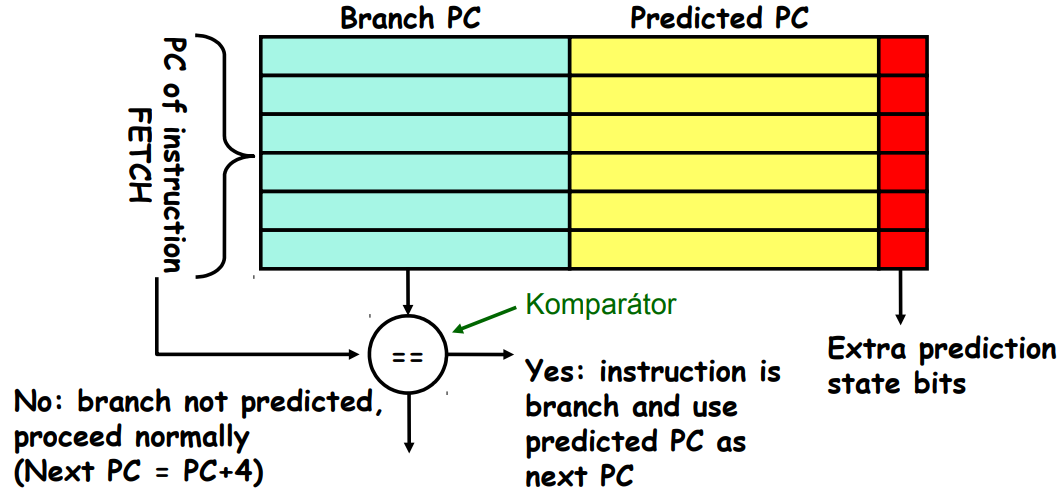 Branch PC
Predicted PC
PC of instruction
FETCH
==
Komparátor
No: branch not predicted,
proceed normally
(Next PC = PC+4)
Yes: instruction is
branch and use
predicted PC as
next PC
Extra prediction
state bits